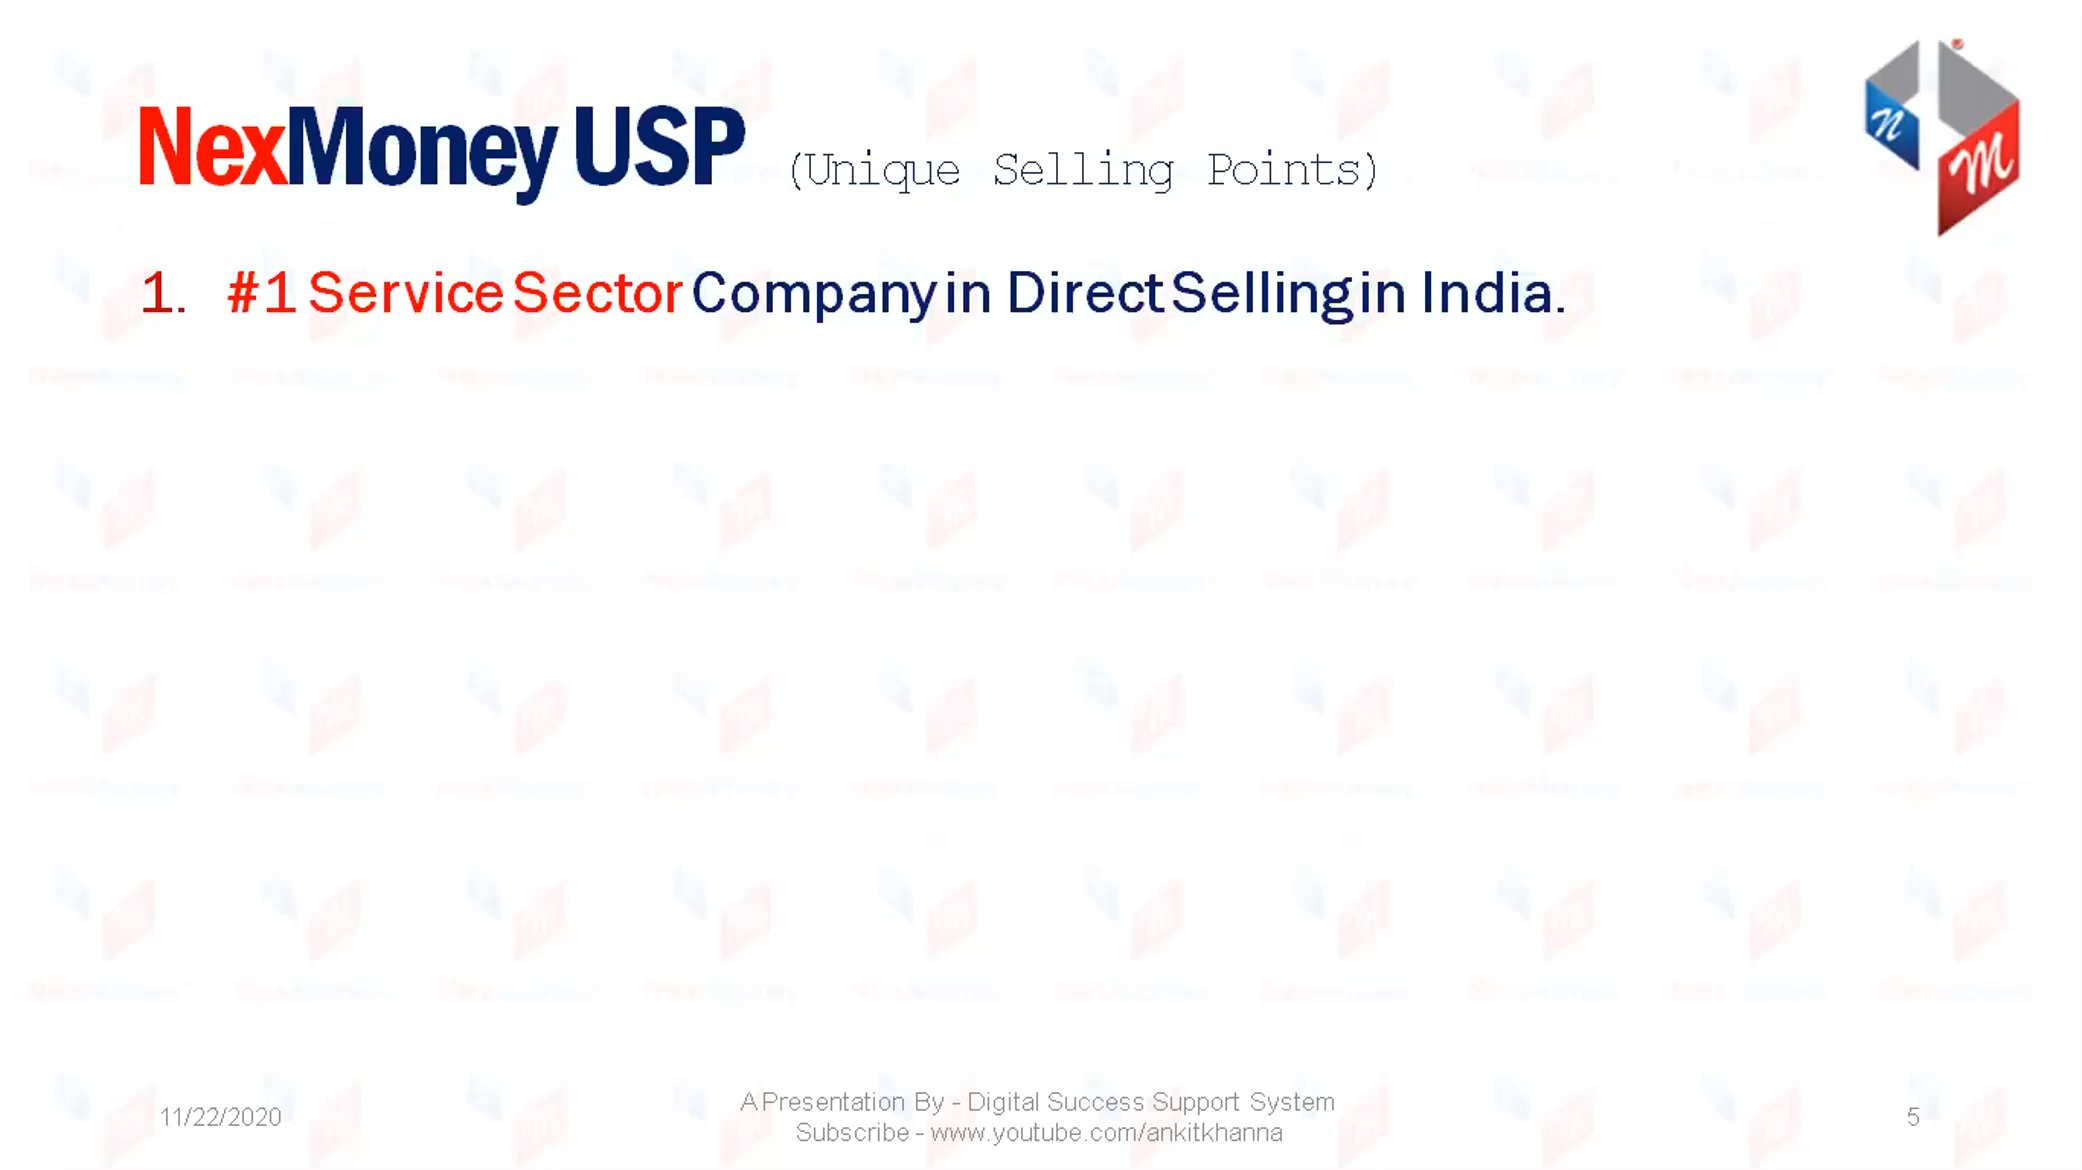 NexMoney USP (Unique Selling Points)
1. #1 Service Sector Company in Direct Selling in India.
11/22/2020
A Presentation By - Digital Success Support System
Subscribe - www.youtube.com/ankitkhanna
5
n
m